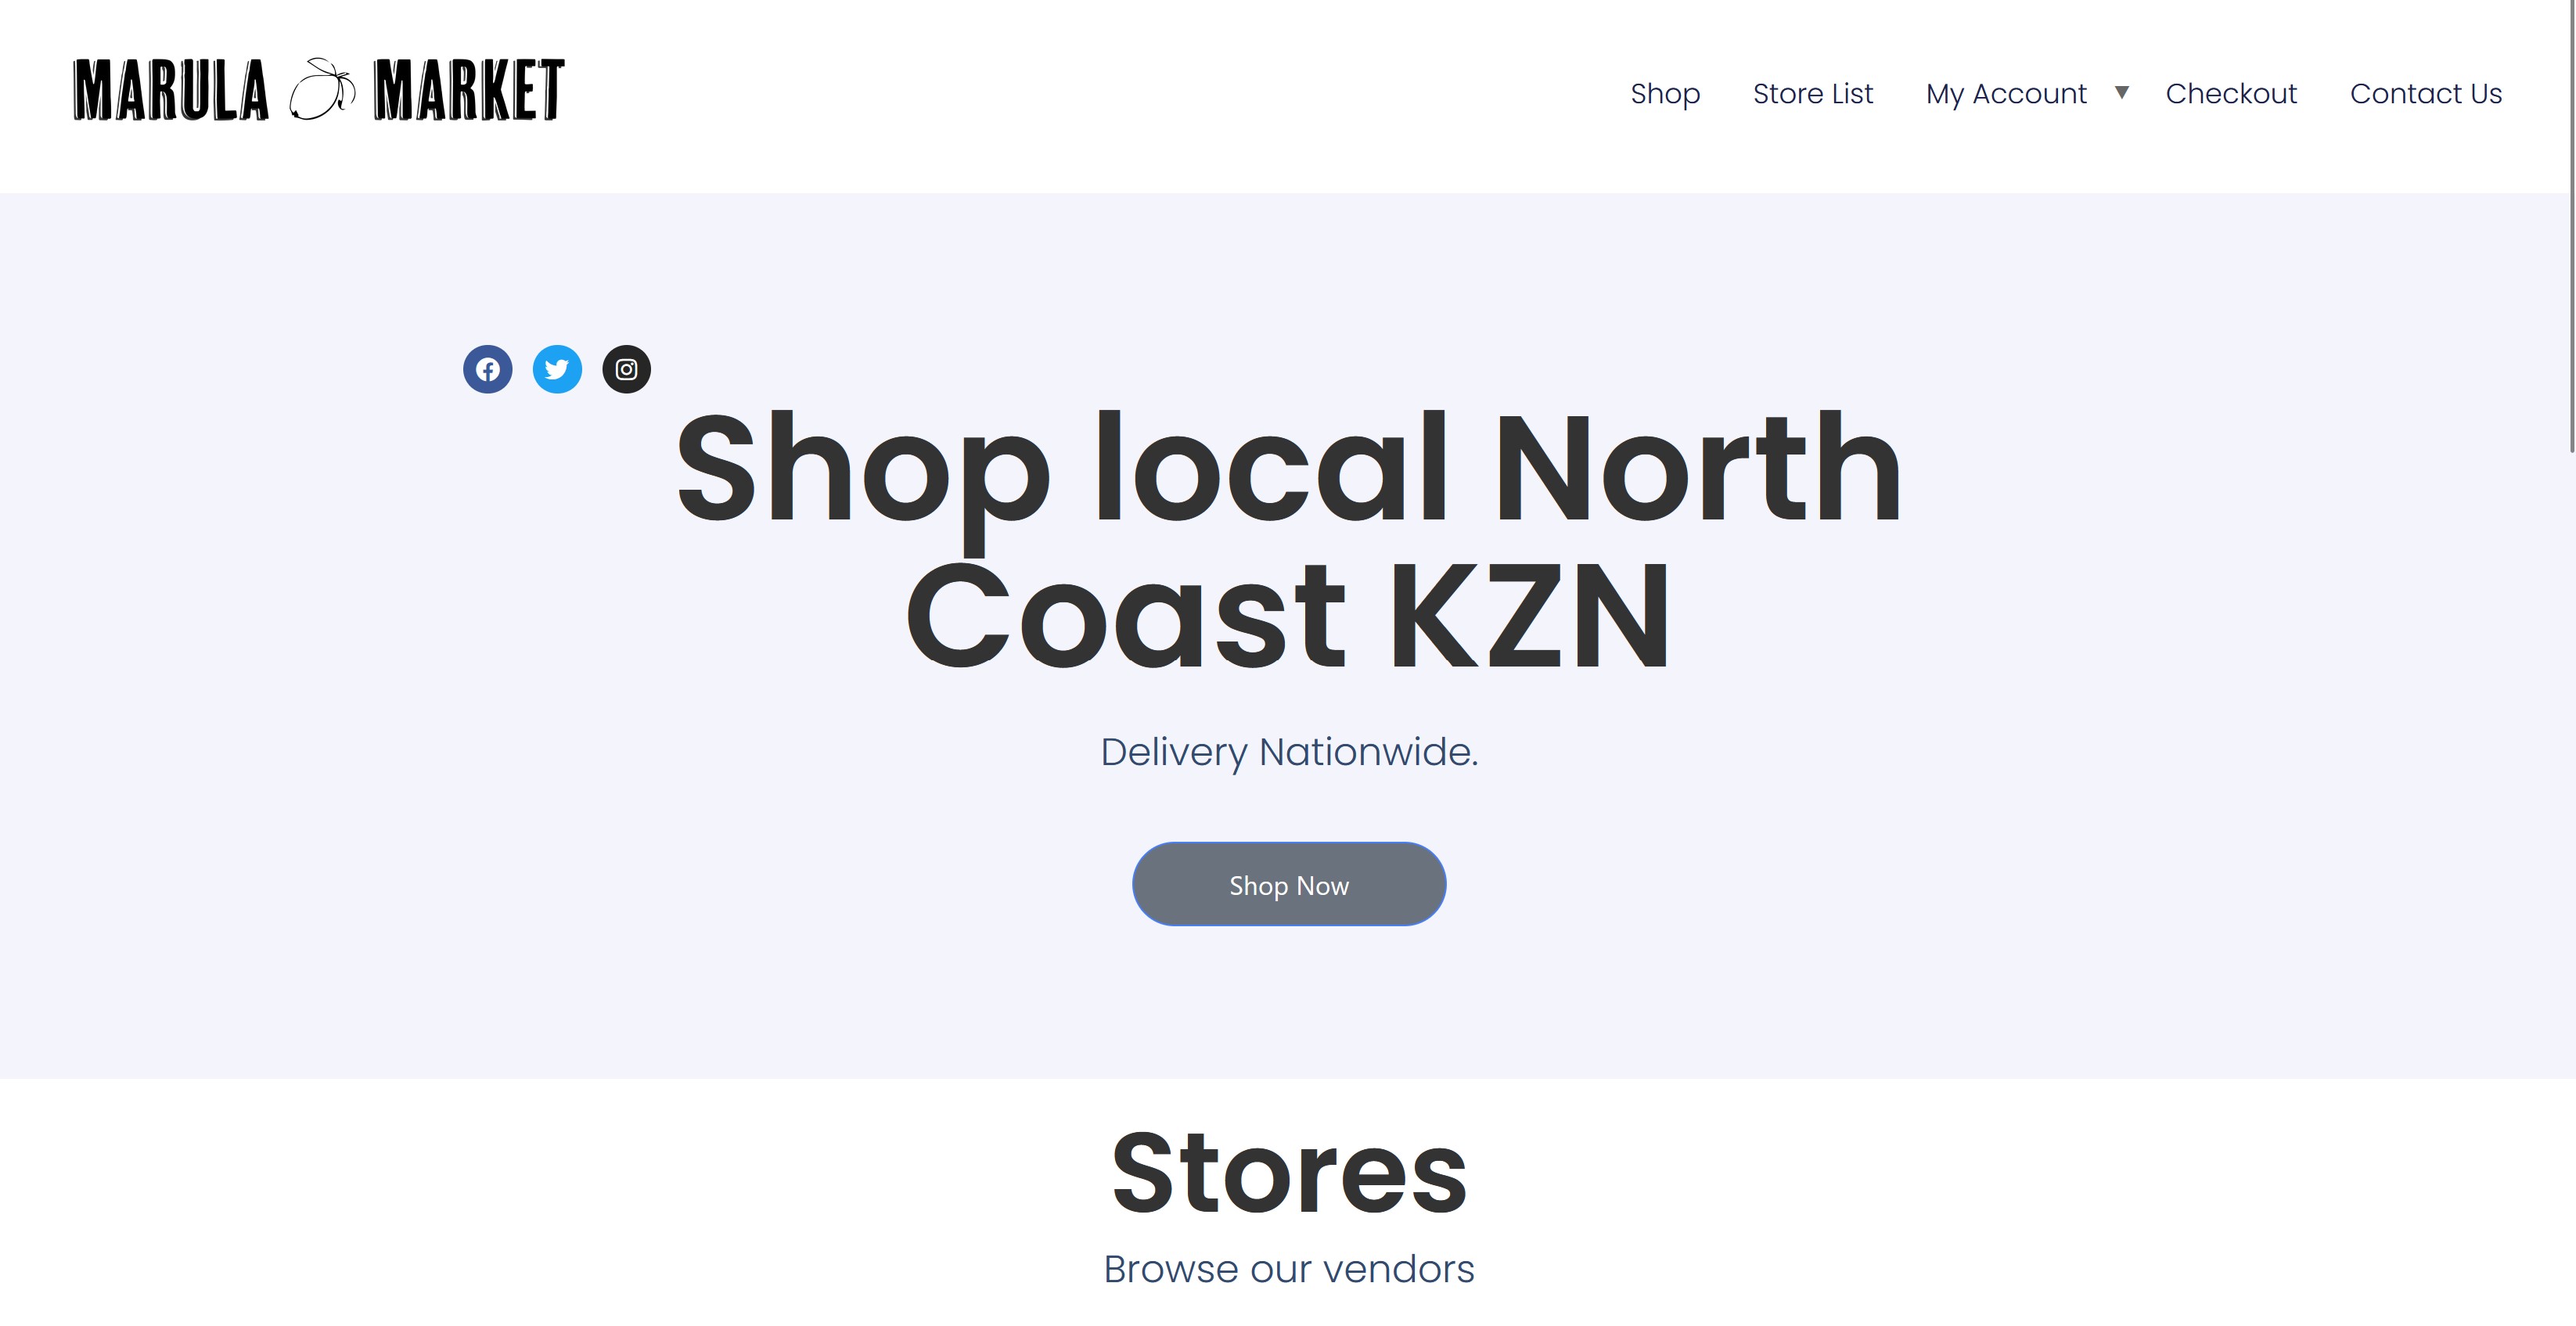 MARULA MARKET
Shop Store List My Account Checkout Contact Us
Shop local North
Coast KZN
Delivery Nationwide.
Shop Now
Stores
Browse our vendors